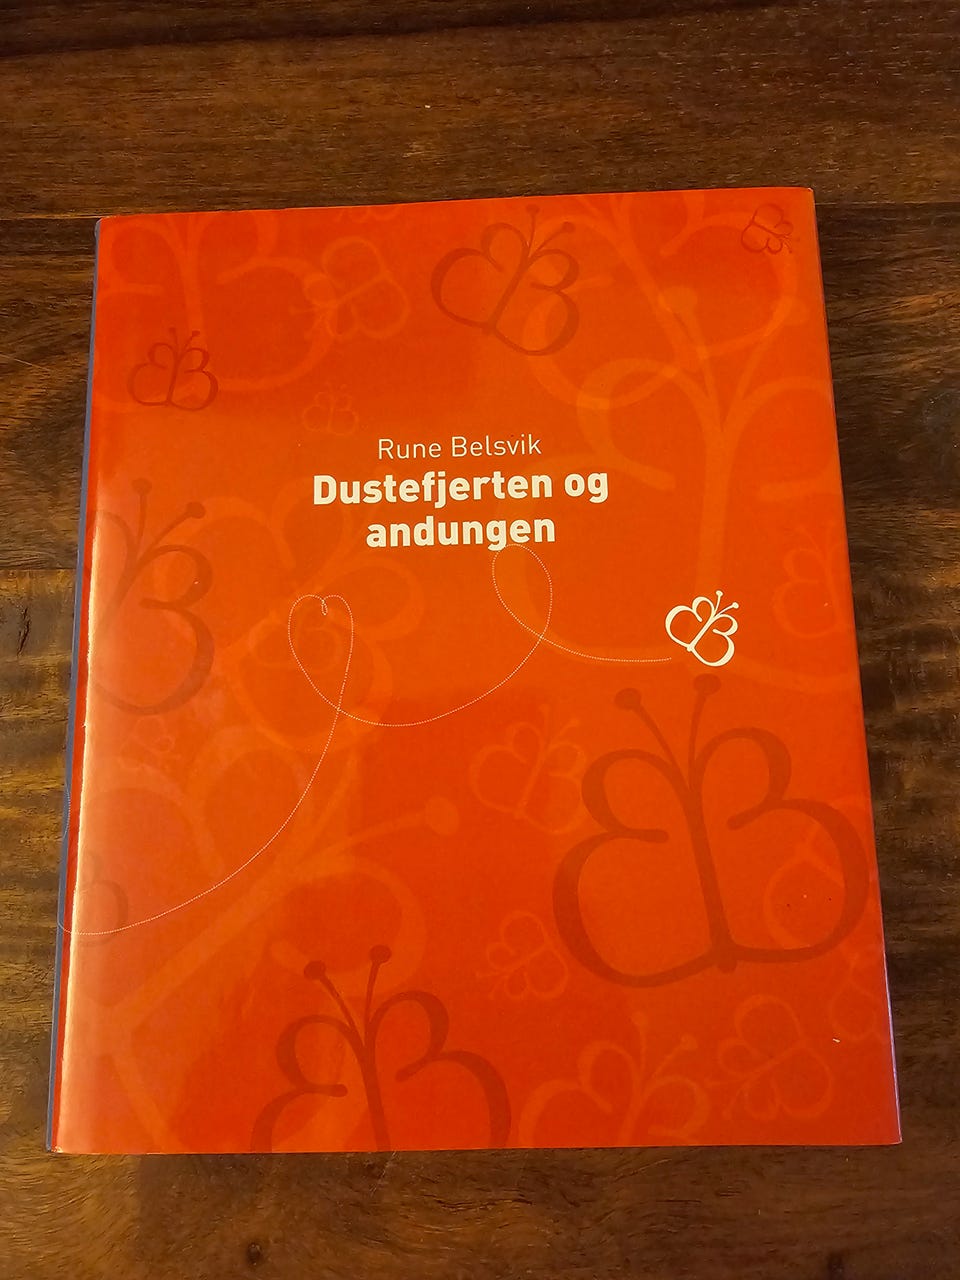 Rune Belsvik
Dustefjerten og
andungen